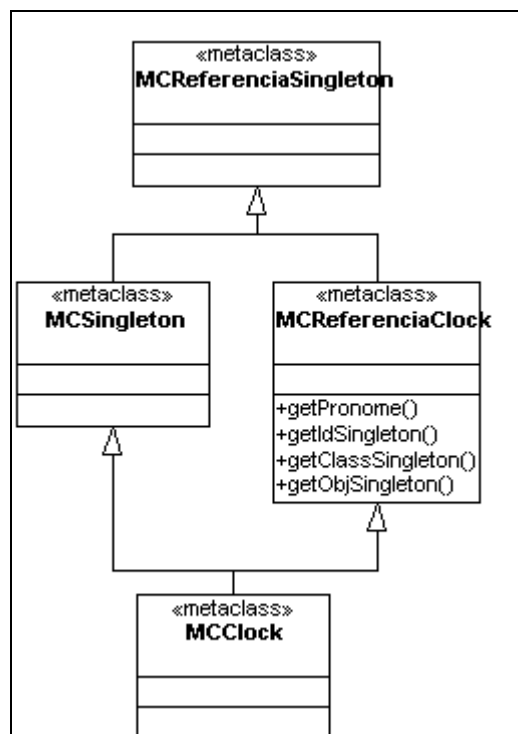 «metaclass»
MCReferenciaSingleton
«metaclass»
MCSingleton
«metaclass»
MCReferenciaClock
+getPronome()
+getIdSingleton()
+getClassSingleton()
+getObjSingleton()
«metaclass»
MCClock